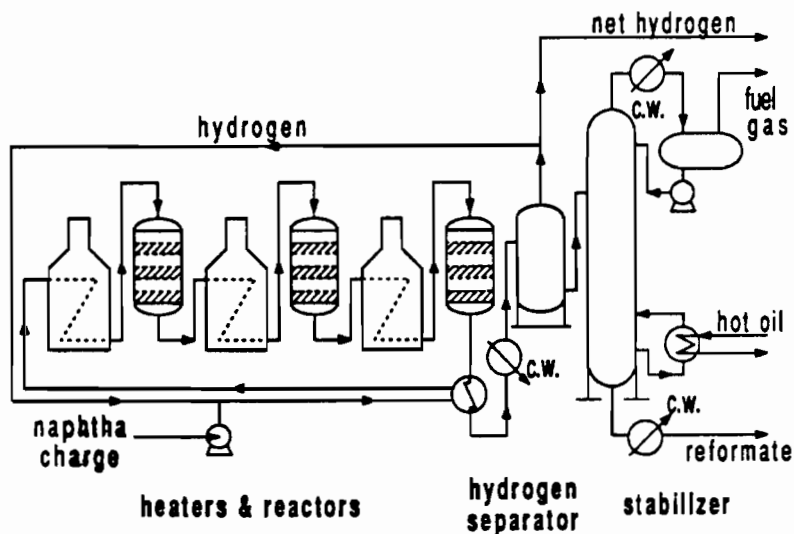 net hydrogen
c.w.
fuel
gas
hydrogen
hot oil
c.w.
c.w.
naphtha
charge
reformate
heaters & reactors
hydrogen
separator
stabilizer